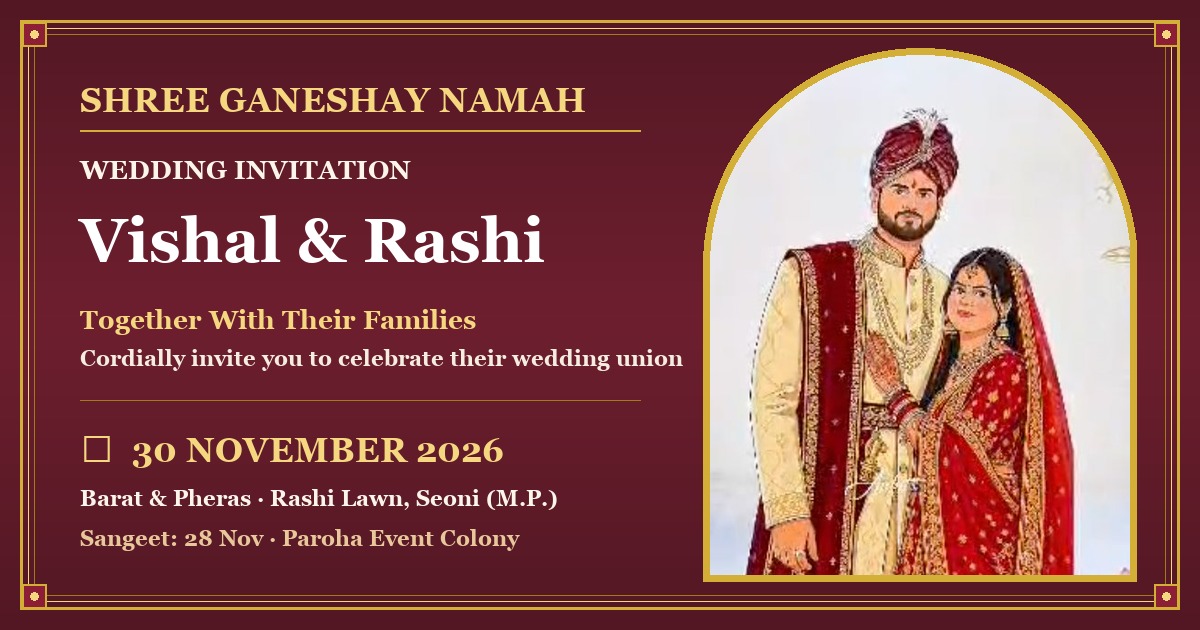 SHREE GANESHAY NAMAH
WEDDING INVITATION
Vishal & Rashi
Together With Their Families
Cordially invite you to celebrate their wedding union
☐ 30 NOVEMBER 2026
Barat & Pheras · Rashi Lawn, Seoni (M.P.)
Sangeet: 28 Nov · Paroha Event Colony